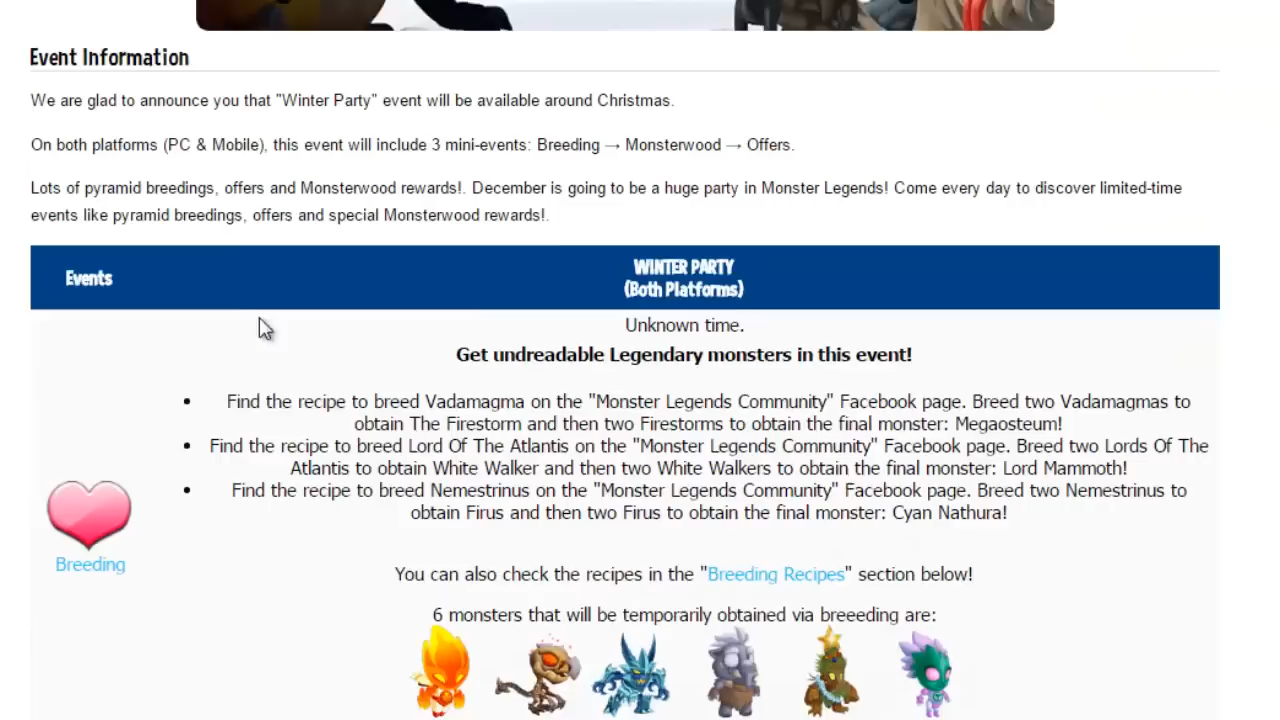 Event Information
We are glad to announce you that "Winter Party" event will be available around Christmas.
On both platforms (PC & Mobile), this event will include 3 mini-events: Breeding → Monsterwood → Offers.
Lots of pyramid breedings, offers and Monsterwood rewards!. December is going to be a huge party in Monster Legends! Come every day to discover limited-time
events like pyramid breedings, offers and special Monsterwood rewards!.
Events
WINTER PARTY
(Both Platforms)
Unknown time.
Get undreadable Legendary monsters in this event!
• Find the recipe to breed Vadamagma on the "Monster Legends Community" Facebook page. Breed two Vadamagmas to
obtain The Firestorm and then two Firestorms to obtain the final monster: Megaosteum!
• Find the recipe to breed Lord Of The Atlantis on the "Monster Legends Community" Facebook page. Breed two Lords Of The
Atlantis to obtain White Walker and then two White Walkers to obtain the final monster: Lord Mammoth!
• Find the recipe to breed Nemestrinus on the "Monster Legends Community" Facebook page. Breed two Nemestrinus to
obtain Firus and then two Firus to obtain the final monster: Cyan Nathura!
Breeding
You can also check the recipes in the "Breeding Recipes" section below!
6 monsters that will be temporarily obtained via breeeding are: